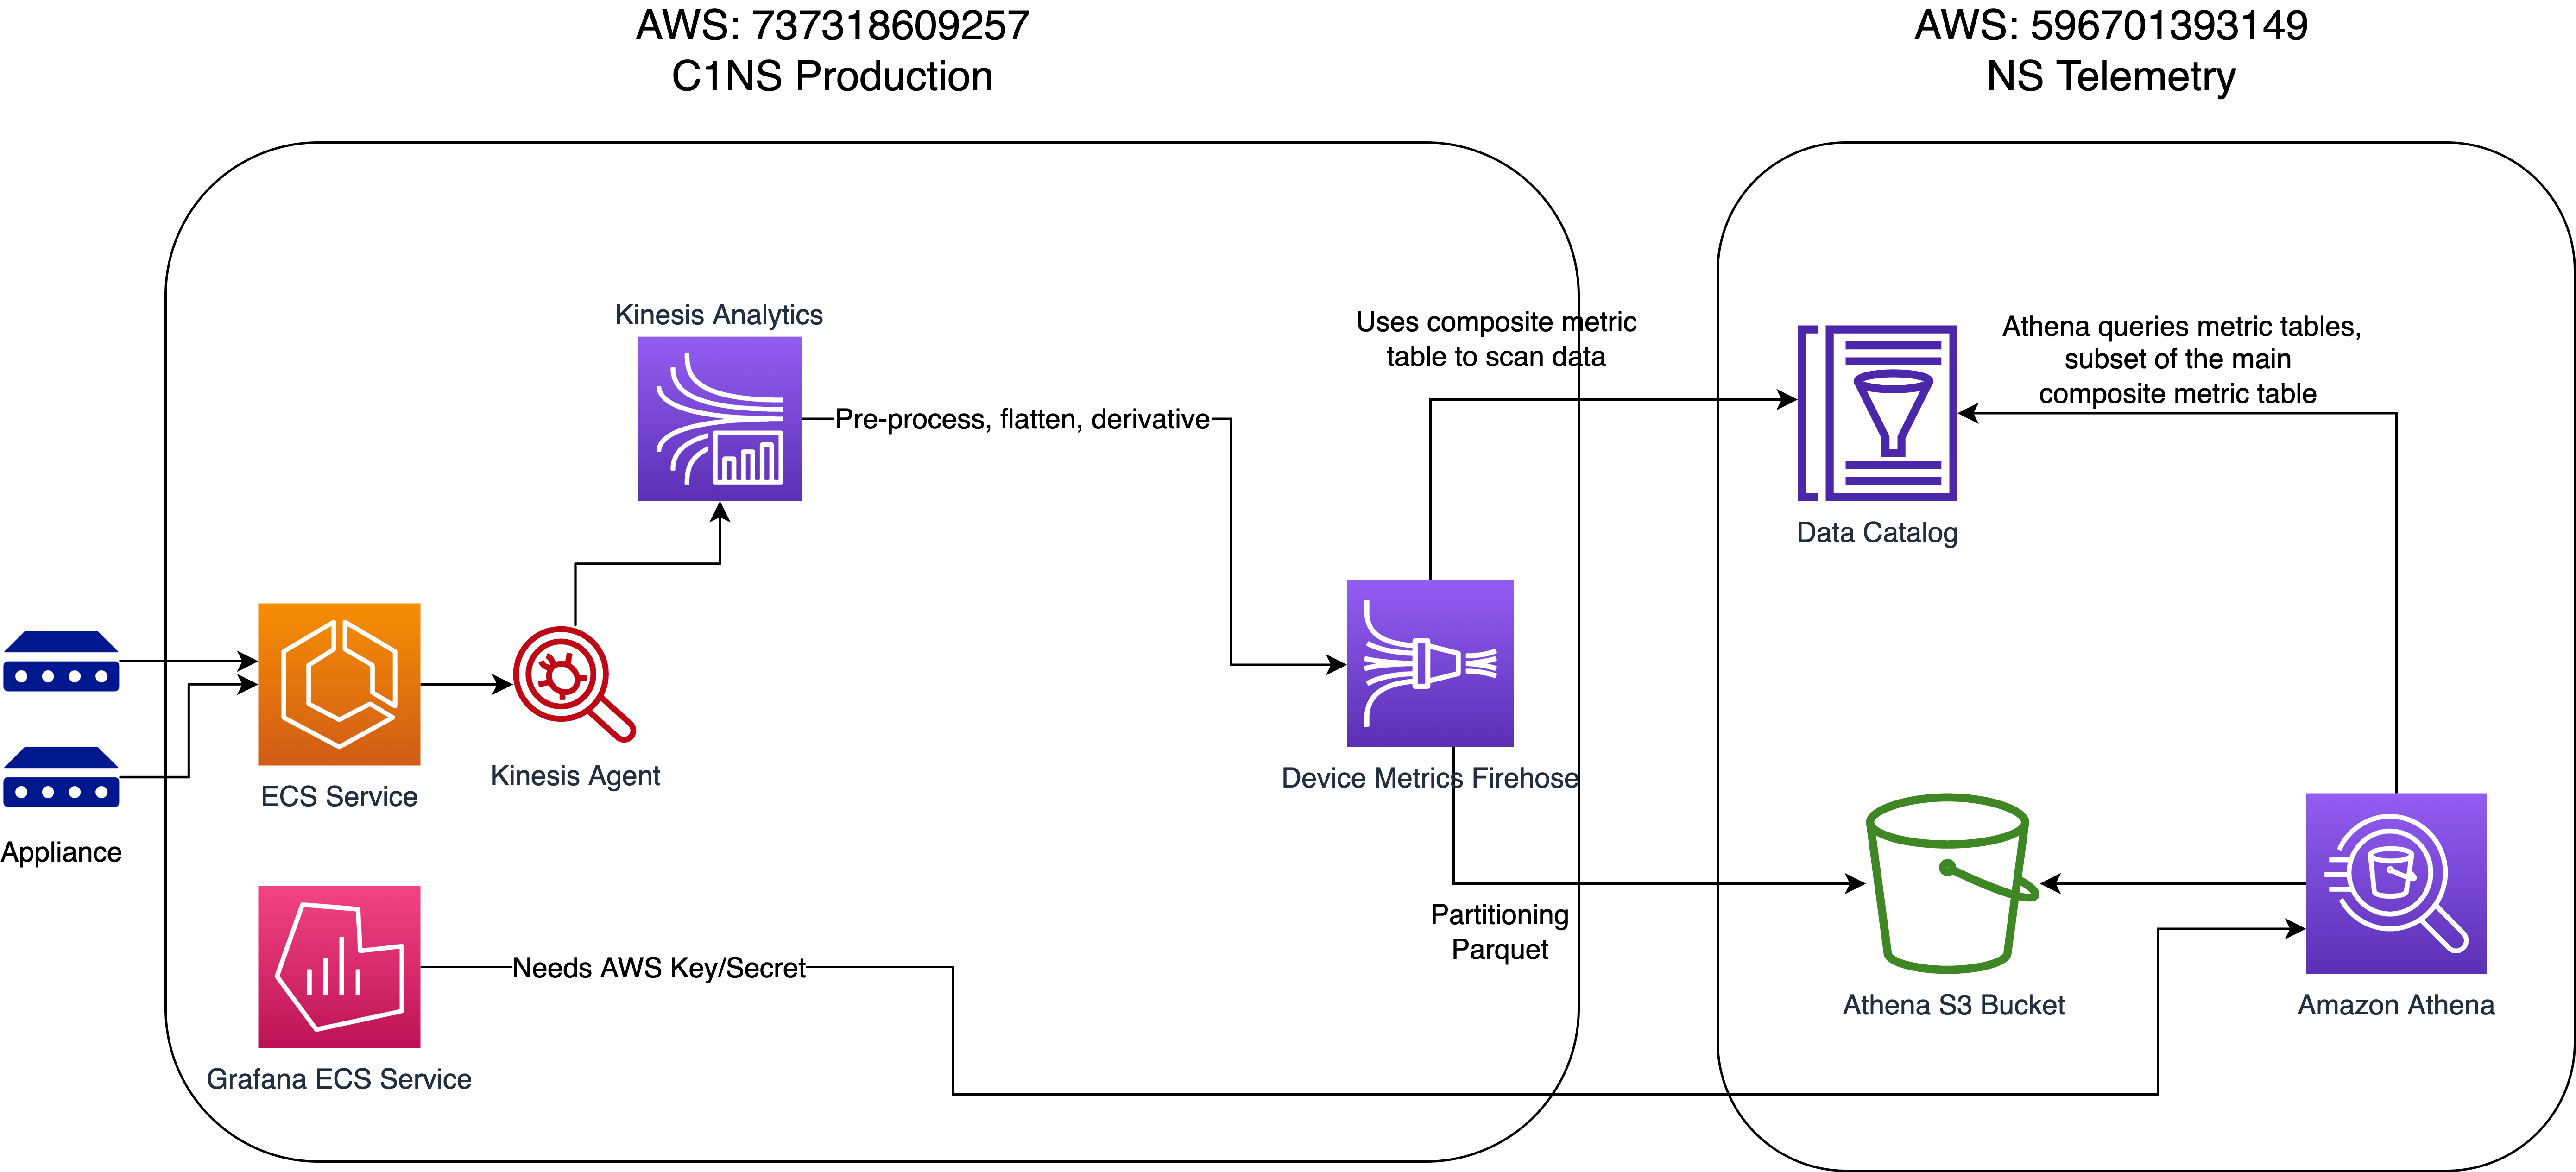 AWS: 737318609257
C1NS Production
AWS: 596701393149
NS Telemetry
Kinesis Analytics
Pre-process, flatten, derivative
Uses composite metric
table to scan data
Athena queries metric tables,
subset of the main
composite metric table
Data Catalog
ECS Service
Kinesis Agent
Device Metrics Firehose
Appliance
Partitioning
Parquet
Needs AWS Key/Secret
Athena S3 Bucket
Amazon Athena
Grafana ECS Service